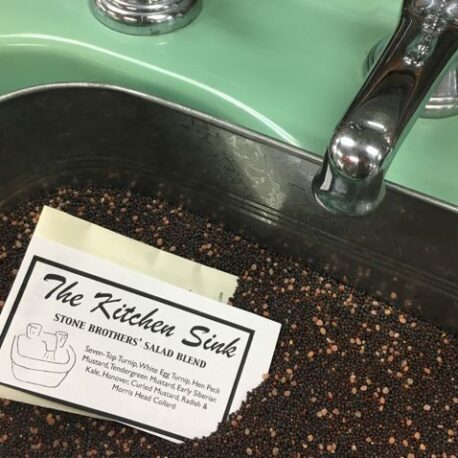 The Kitchen Sink
STONE BROTHERS' SALAD BLEND
Seven-Top Turnip, White Egg Turnip, Hen Peck
Mustard, Tendergreen Mustard, Early Siberian
Kale, Hanover, Curled Mustard, Radish &
Morris Head Collard